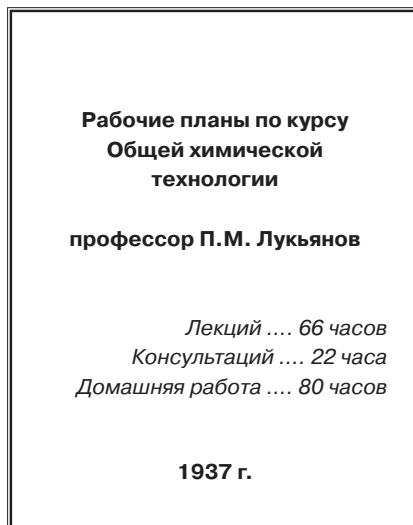 Рабочие планы по курсу
Общей химической
технологии
профессор П.М. Лукьянов
Лекций .... 66 часов
Консультаций .... 22 часа
Домашняя работа .... 80 часов
1937 г.